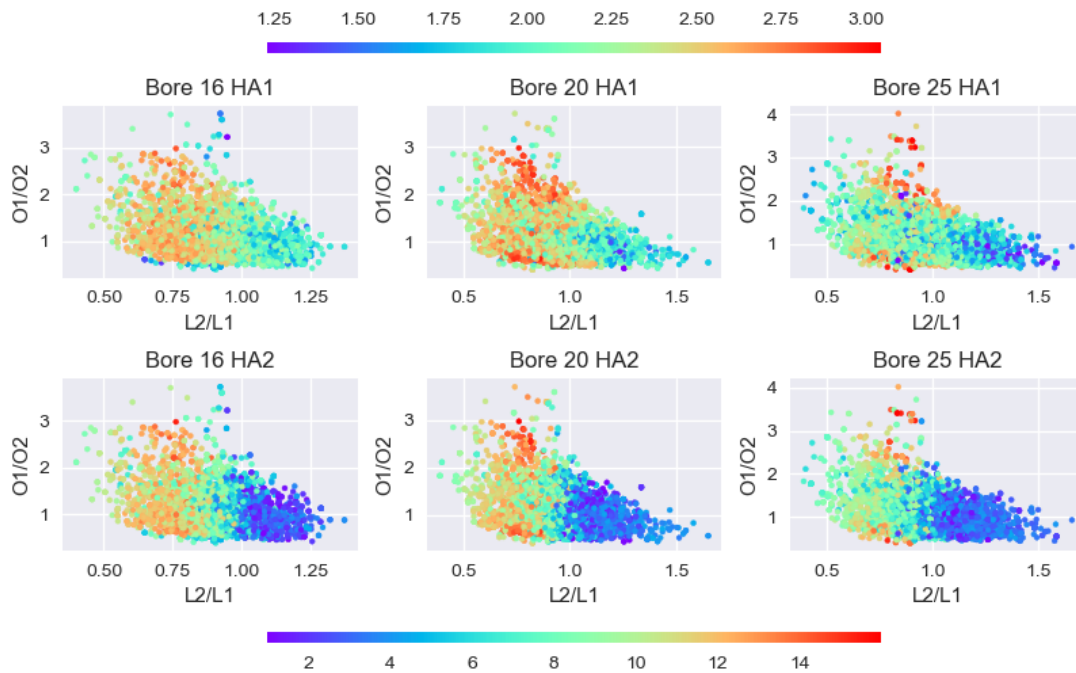 1.25 1.50 1.75 2.00 2.25 2.50 2.75 3.00
Bore 16 HA1 Bore 20 HA1 Bore 25 HA1
O1/O2 3 2 1 O1/O2 3 2 1 O1/O2 4 3 2 1
0.50 0.75 1.00 1.25 0.5 1.0 1.5 0.5 1.0 1.5
L2/L1 L2/L1 L2/L1
Bore 16 HA2 Bore 20 HA2 Bore 25 HA2
O1/O2 3 2 1 O1/O2 3 2 1 O1/O2 4 3 2 1
0.50 0.75 1.00 1.25 0.5 1.0 1.5 0.5 1.0 1.5
L2/L1 L2/L1 L2/L1
2 4 6 8 10 12 14